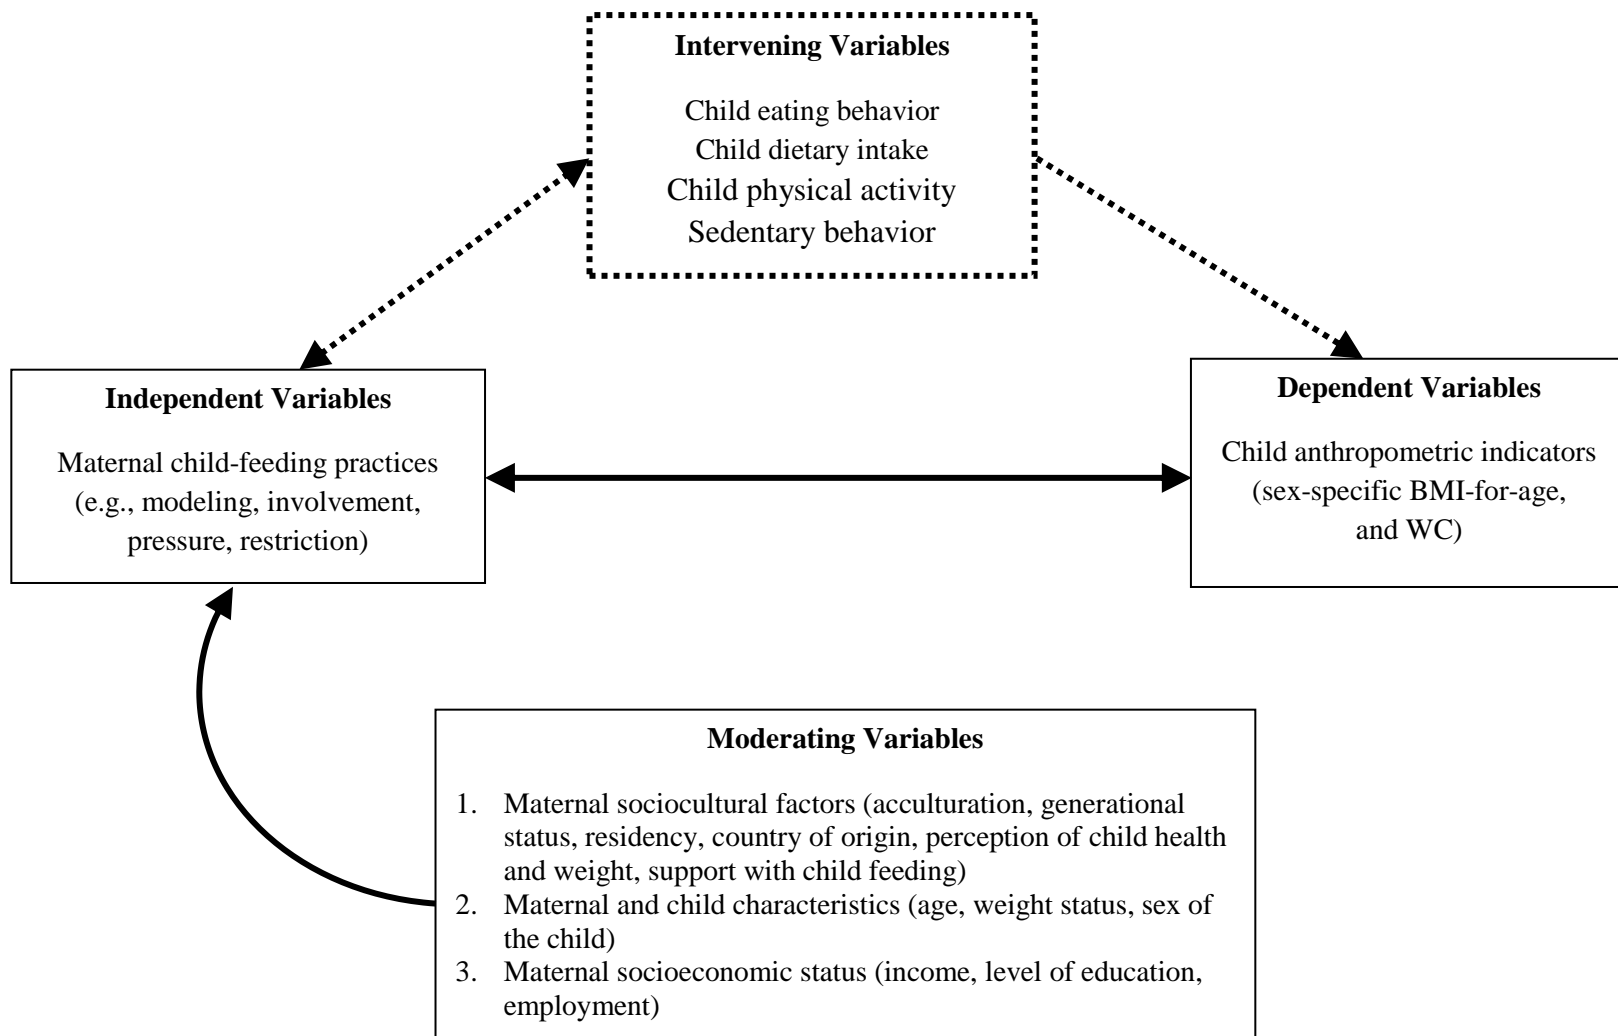 Intervening Variables
Child eating behavior
Child dietary intake
Child physical activity
Sedentary behavior
Independent Variables
Maternal child-feeding practices
(e.g., modeling, involvement,
pressure, restriction)
Dependent Variables
Child anthropometric indicators
(sex-specific BMI-for-age,
and WC)
Moderating Variables
1. Maternal sociocultural factors (acculturation, generational
status, residency, country of origin, perception of child health
and weight, support with child feeding)
2. Maternal and child characteristics (age, weight status, sex of
the child)
3. Maternal socioeconomic status (income, level of education,
employment)